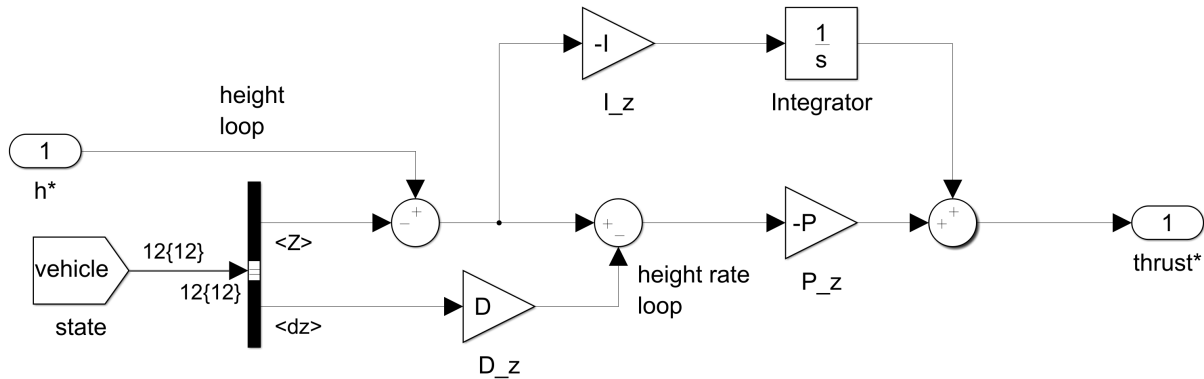 -I
1
s
I_z
Integrator
height
loop
1
h*
−
+
+
−
-P
+
+
1
<Z>
12{12}
vehicle
12{12}
state
height rate
loop
P_z
thrust*
D
<dz>
D_z